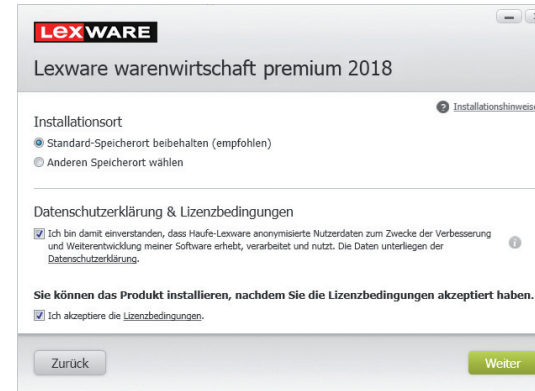 LEXWARE
Lexware warenwirtschaft premium 2018
Installationshinweise
Installationsort
Standard-Speicherort beibehalten (empfohlen)
Anderen Speicherort wählen
Datenschutzerklärung & Lizenzbedingungen
Ich bin damit einverstanden, dass Haufe-Lexware anonymisierte Nutzerdaten zum Zwecke der Verbesserung
und Weiterentwicklung meiner Software erhebt, verarbeitet und nutzt. Die Daten unterliegen der
Datenschutzerklärung.
Sie können das Produkt installieren, nachdem Sie die Lizenzbedingungen akzeptiert haben.
Ich akzeptiere die Lizenzbedingungen.
Zurück
Weiter